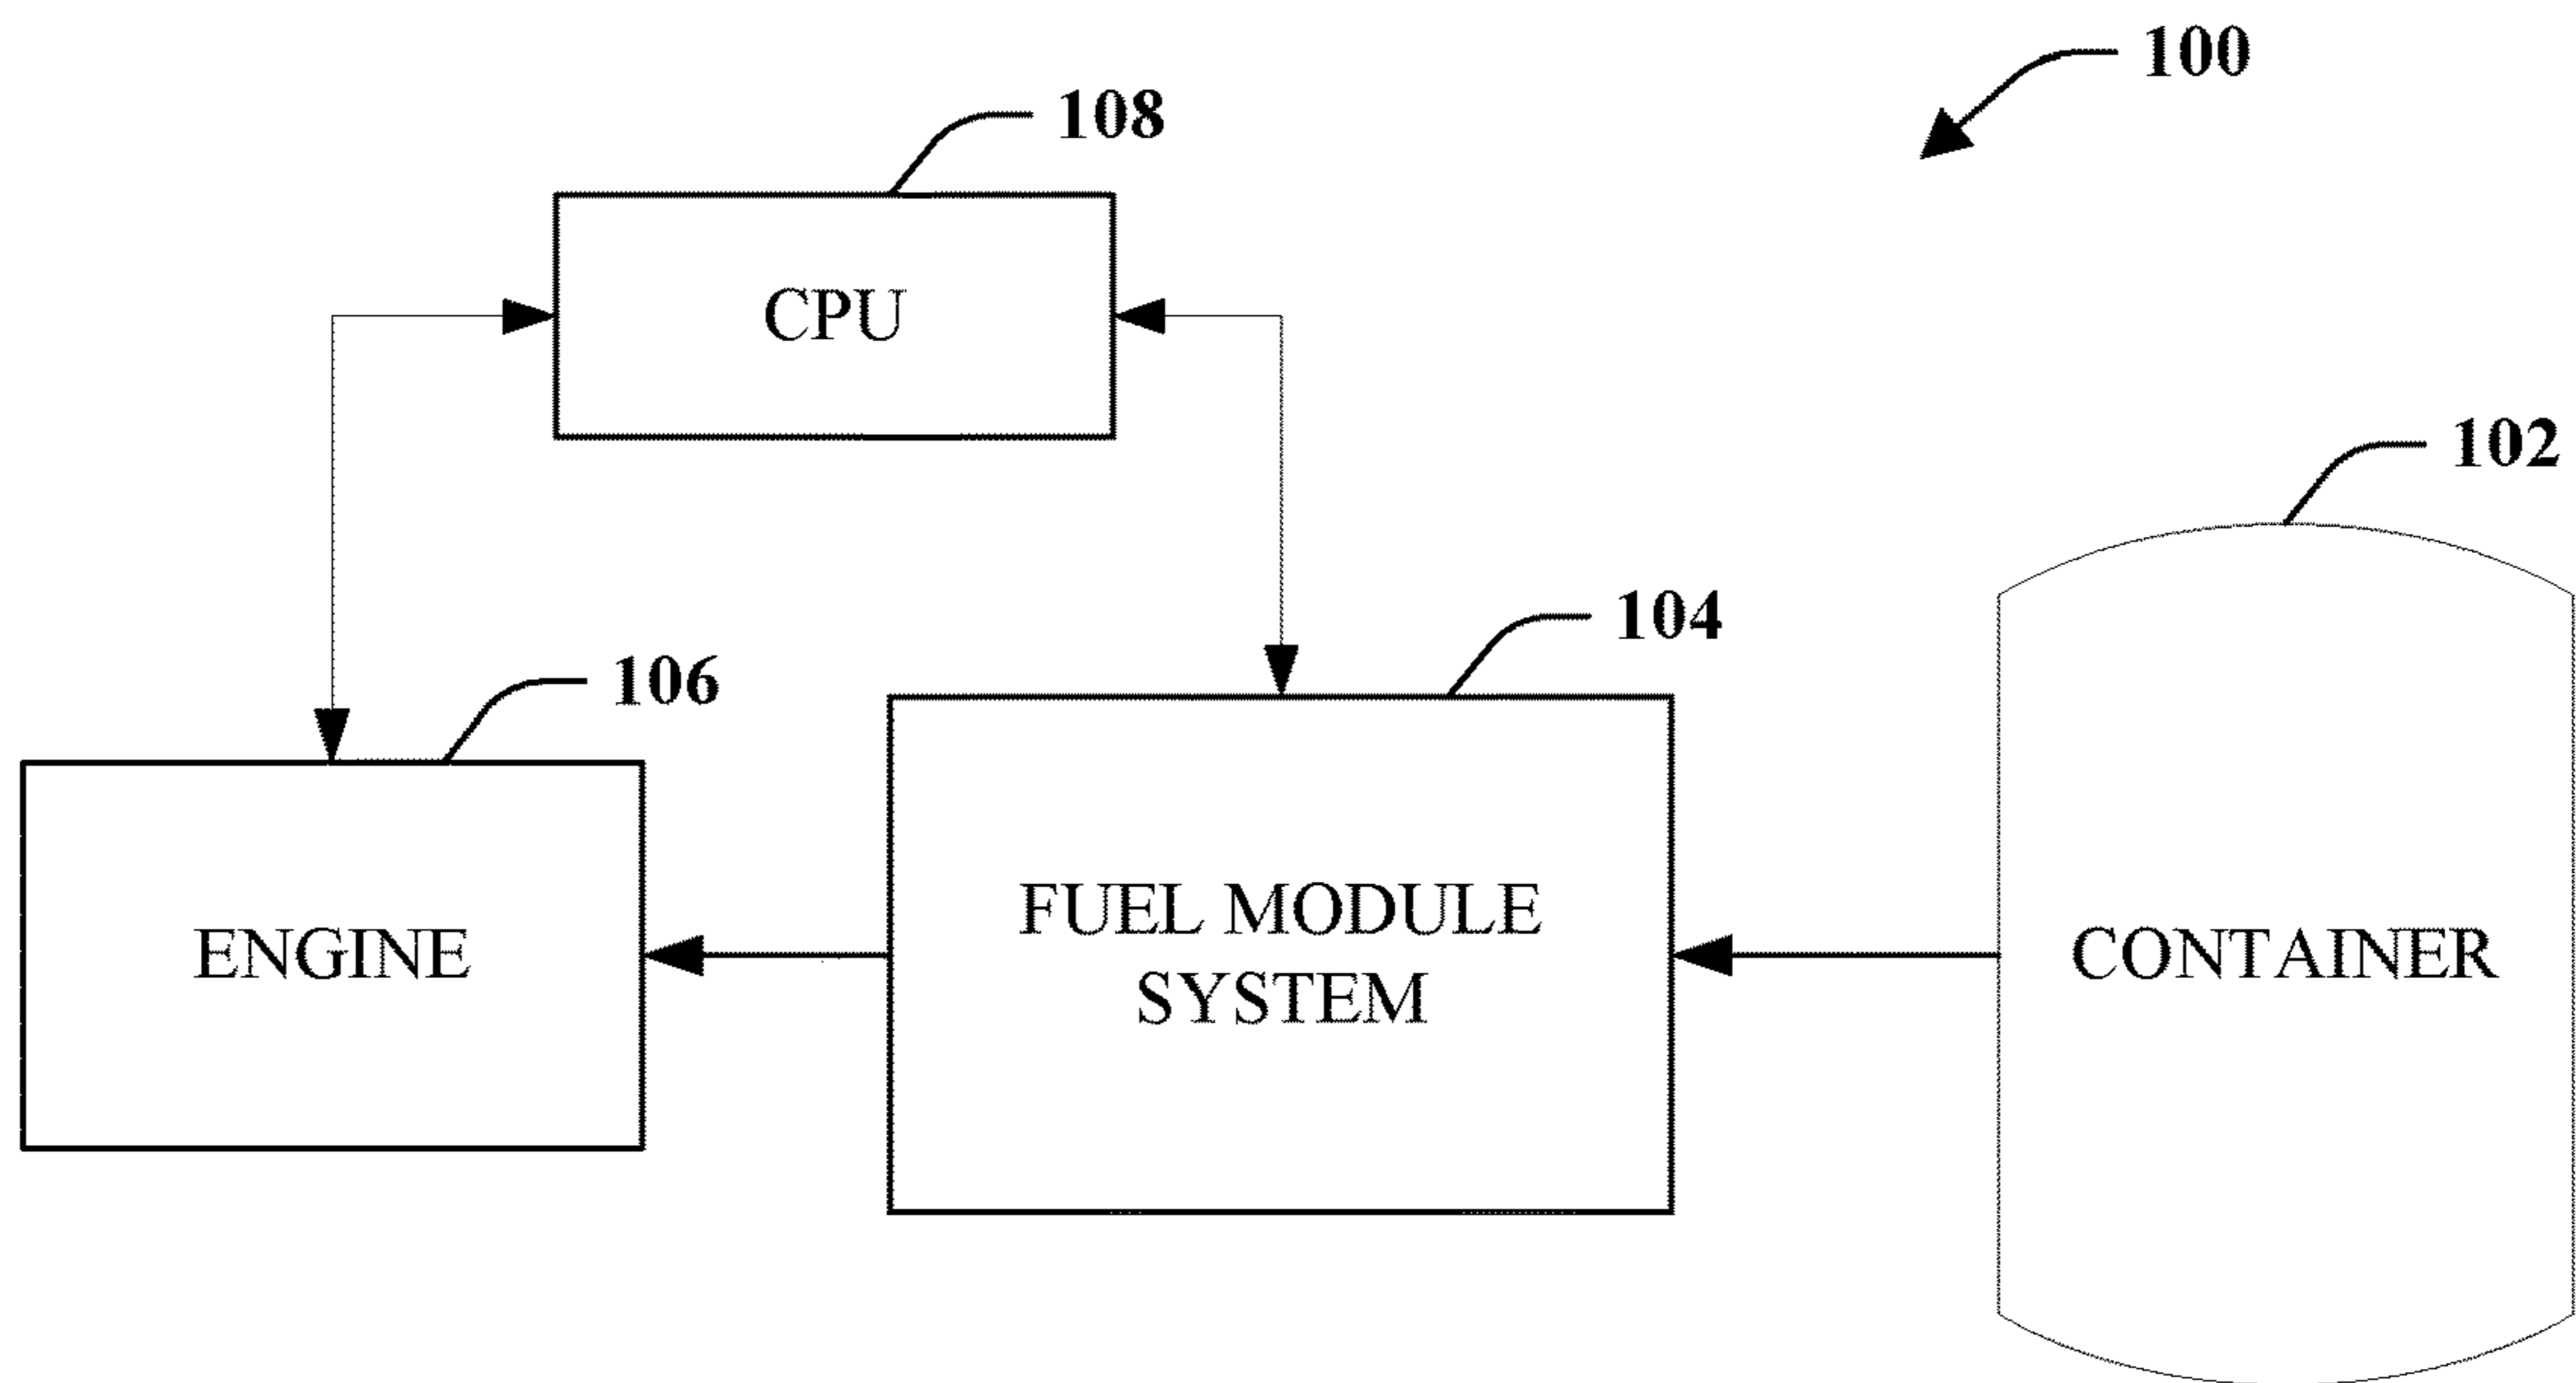 100
108
CPU
102
104
106
FUEL MODULE
SYSTEM
ENGINE
CONTAINER